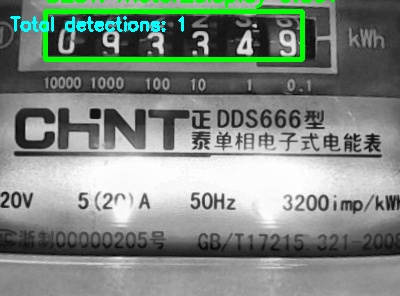 Total detections: 1
0 9 3 3 4 9 kWh
10000 1000 100 10 1 0.1
CHNT 正泰 DDS666型
单相电子式电能表
20V 5(20)A 50Hz 3200imp/kWh
浙制00000205号 GB/T17215 321-2008